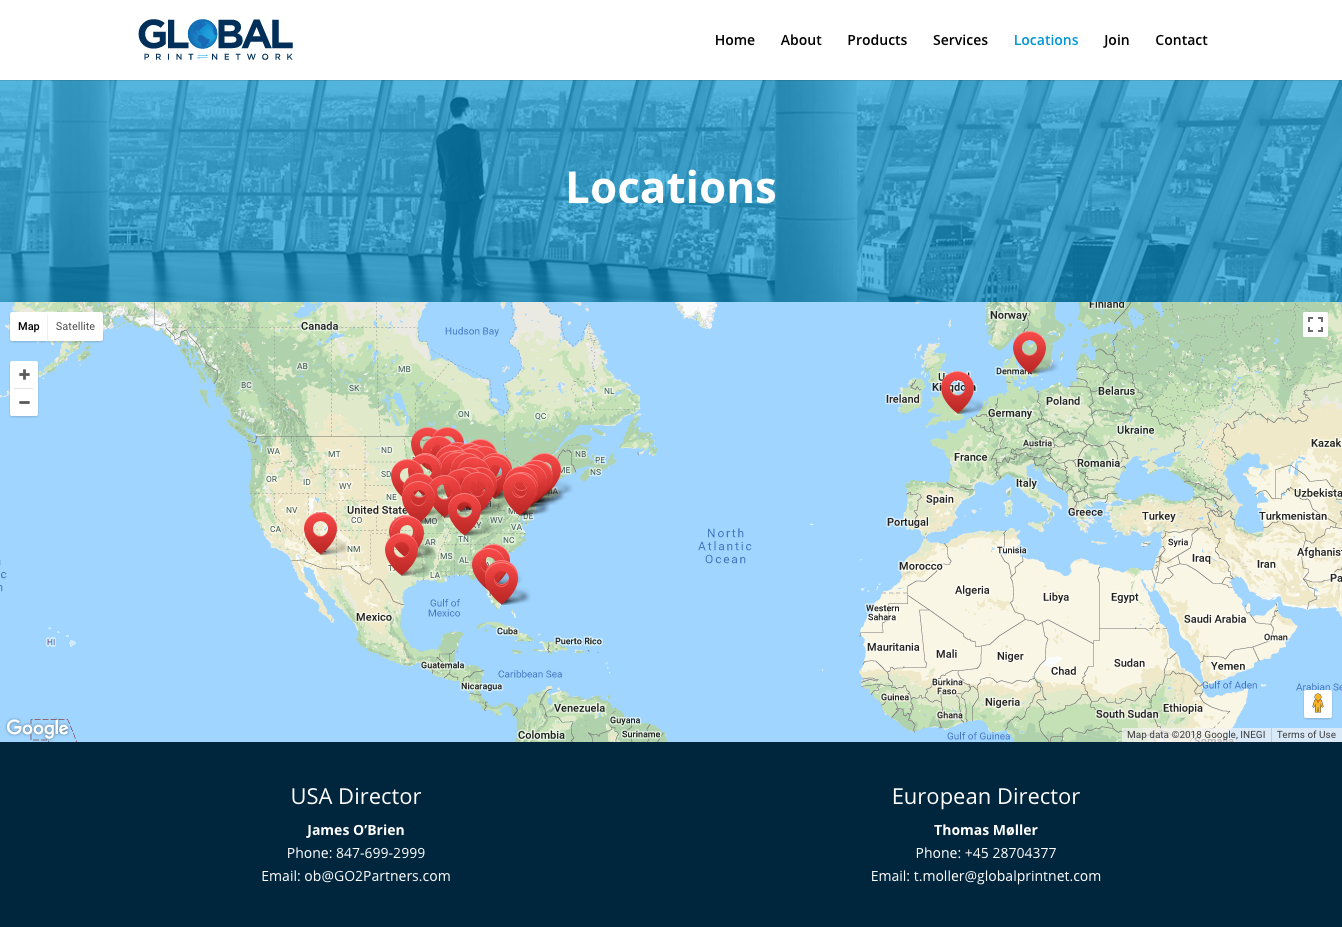 GLOBAL
PRINT NETWORK
Home About Products Services Locations Join Contact
Locations
Map Satellite
Canada
Hudson Bay
Finland
Norway
AB
MB
BC
SK
NL
ON
QC
Denmark
United Kingdom
Ireland
Belarus
Poland
Germany
Ukraine
Austria
France
Romania
Kazak
WA
MT
ND
NB
PE
NS
ME
OR
ID
WY
NV
United State
CO
CA
NM
MO
AR
TN
MS
AL
LA
WV
VA
DE
NC
SC
Italy
Spain
Portugal
Greece
Turkey
Uzbekista
Turkmenistan
North
Atlantic
Ocean
Syria
Tunisia
Iraq
Afghanis
Iran
Morocco
Pa
Algeria
Libya
Egypt
Gulf of
Mexico
Mexico
Western
Sahara
Saudi Arabia
Oman
HI
Cuba
Puerto Rico
Mauritania
Mali
Niger
Chad
Sudan
Yemen
Guatemala
Caribbean Sea
Nicaragua
Burkina
Faso
Gulf of Aden
Arabian Se
Guinea
Nigeria
Ghana
South Sudan
Ethiopia
Venezuela
Guyana
Suriname
Colombia
Gulf of Guinea
Somalia
Google
Map data ©2018 Google, INEGI Terms of Use
USA Director
James O’Brien
Phone: 847-699-2999
Email: ob@GO2Partners.com
European Director
Thomas Møller
Phone: +45 28704377
Email: t.moller@globalprintnet.com